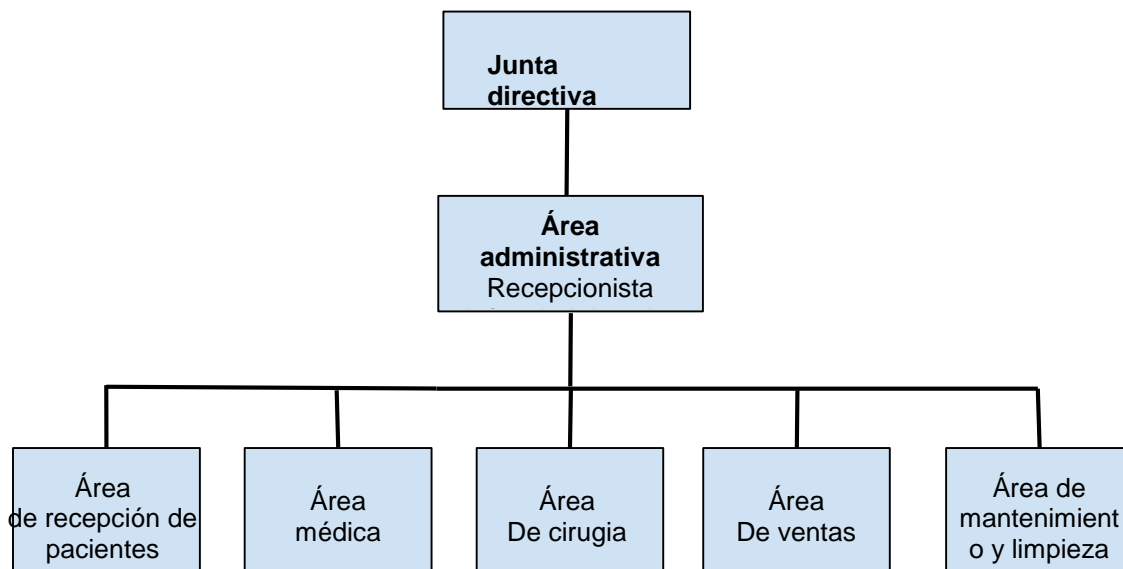 Junta
directiva
Área
administrativa
Recepcionista
Área
de recepción de
pacientes
Área
médica
Área
De cirugia
Área
De ventas
Área de
mantenimient
o y limpieza